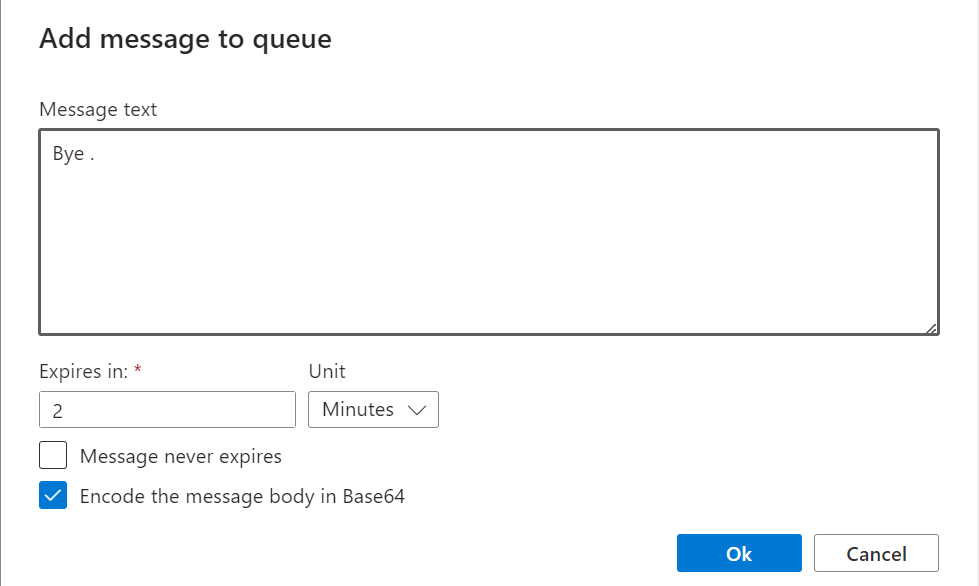 Add message to queue
Message text
Bye .
Expires in: *
Unit
2
Minutes
Message never expires
Encode the message body in Base64
Ok
Cancel